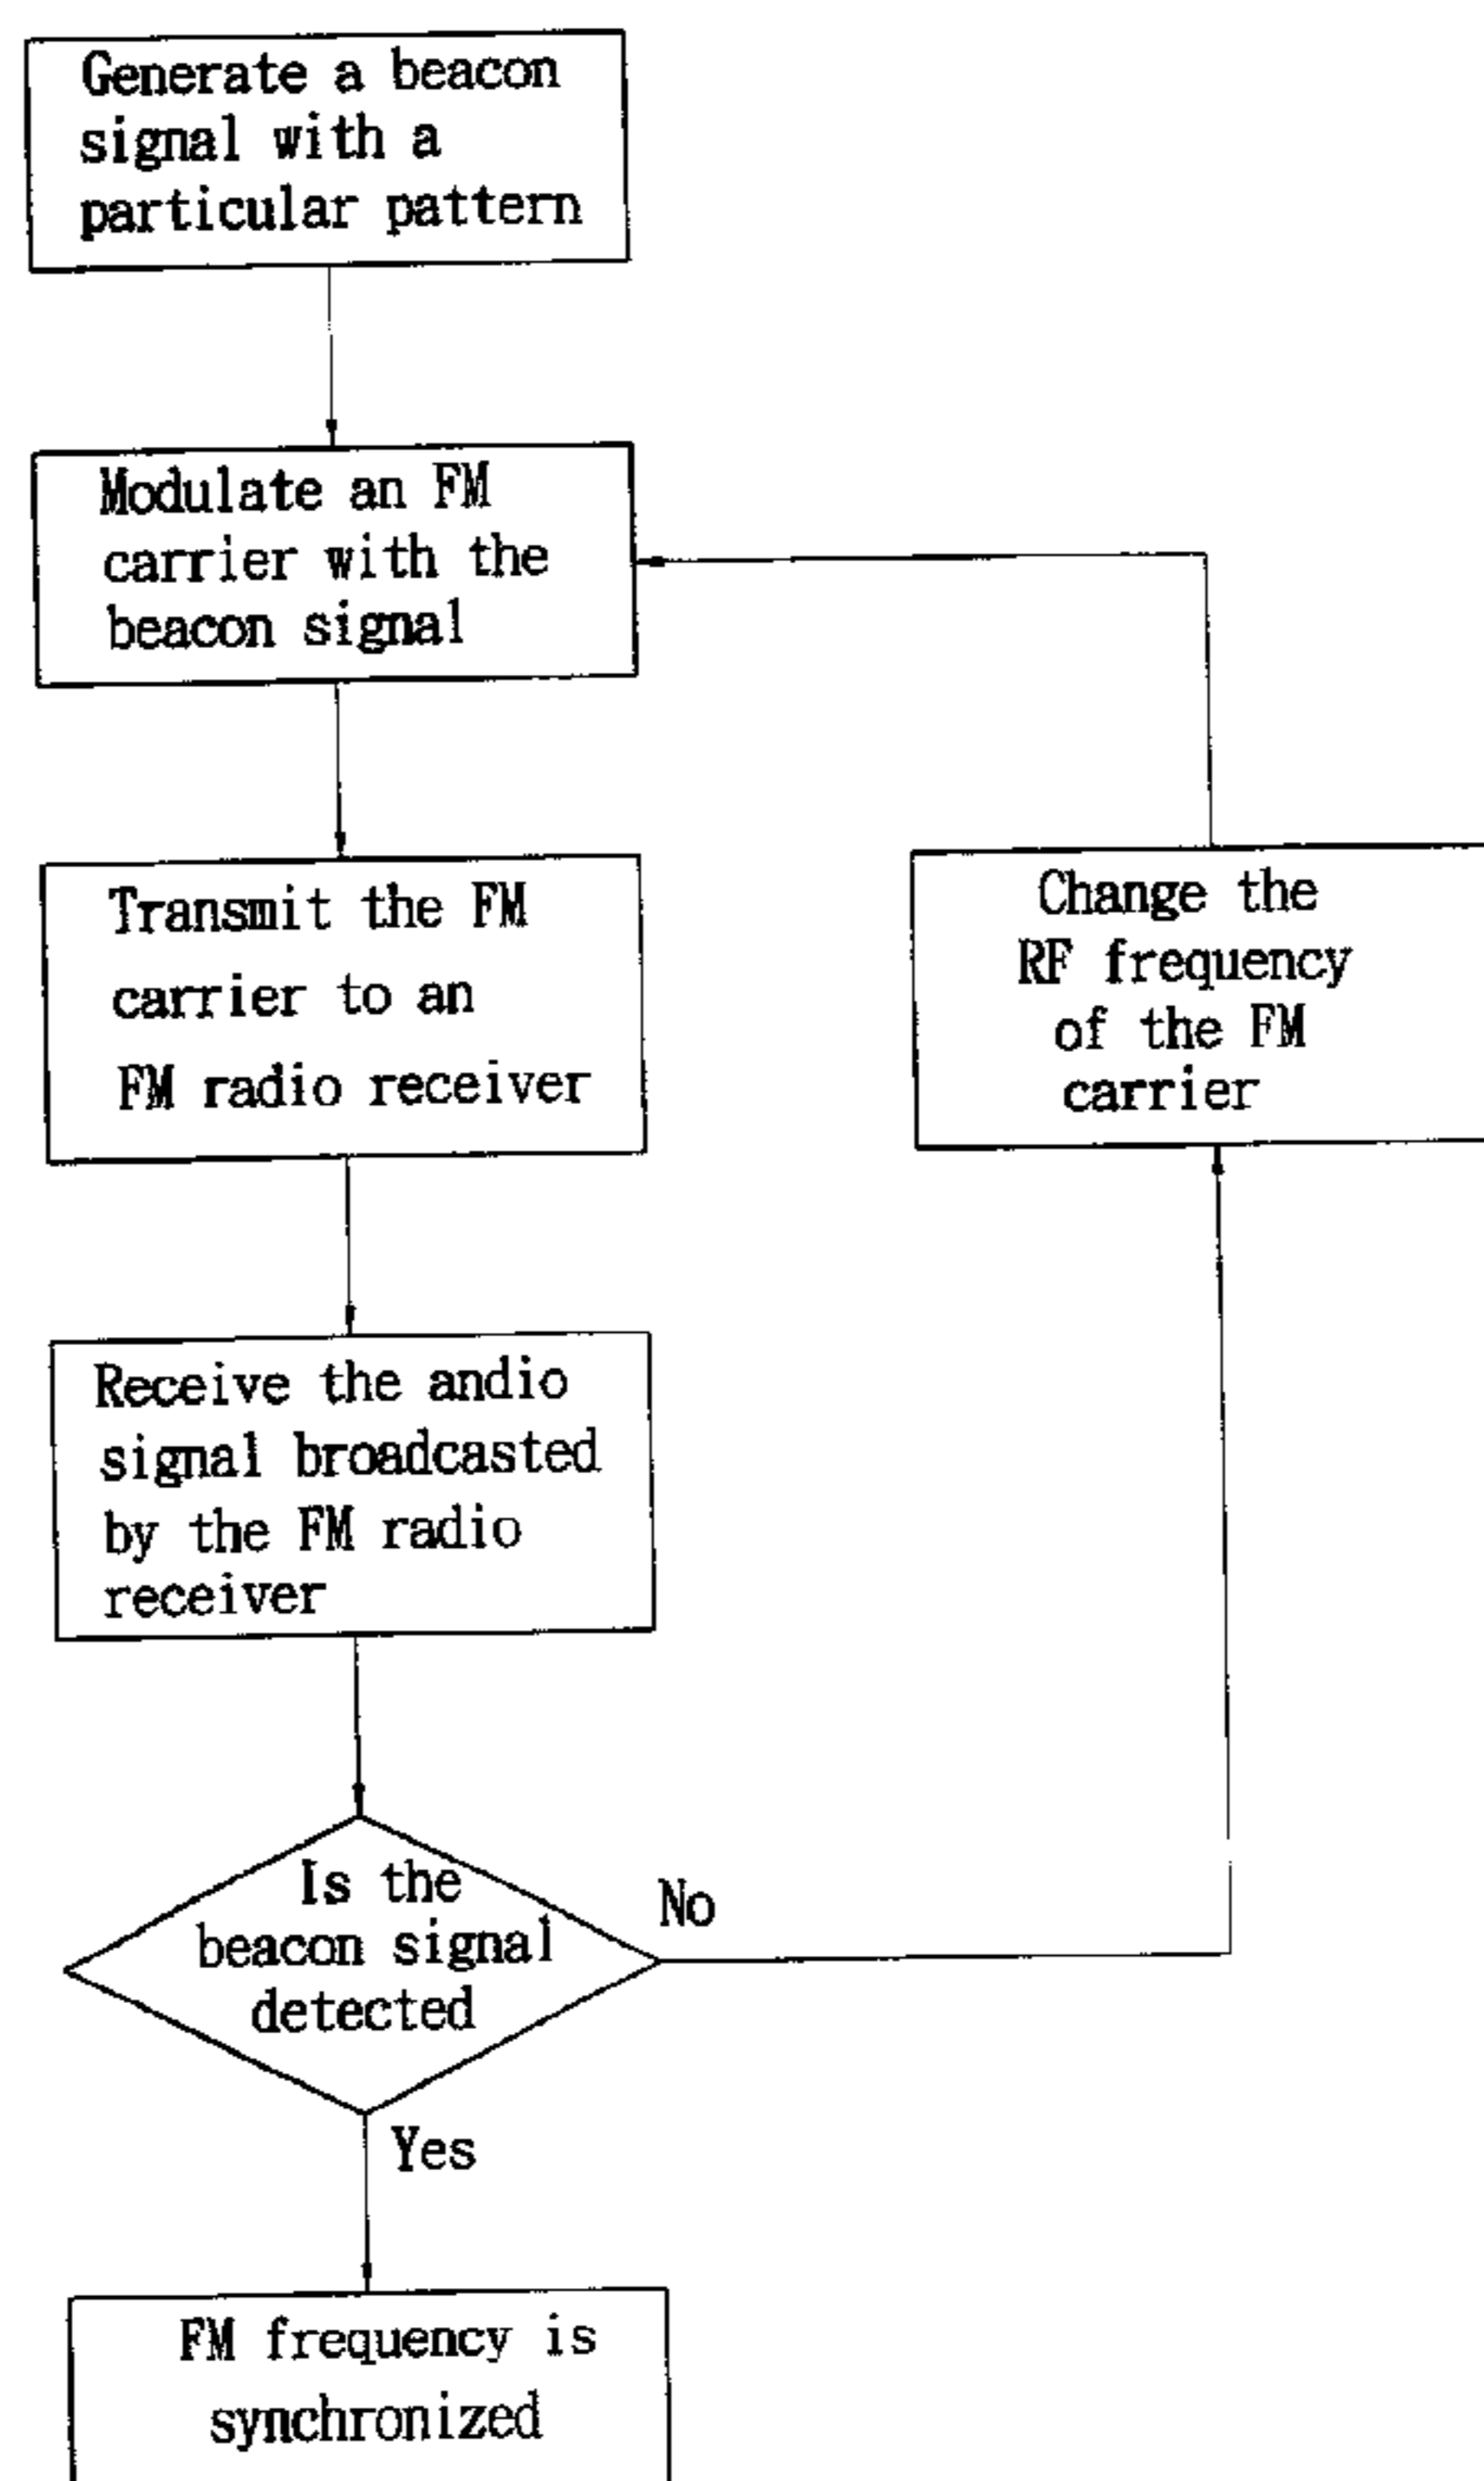 Generate a beacon
signal with a
particular pattern
Modulate an FM
carrier with the
beacon signal
Transmit the FM
carrier to an
FM radio receiver
Change the
RF frequency
of the FM
carrier
Receive the andio
signal broadcasted
by the FM radio
receiver
Is the
beacon signal
detected
No
Yes
FM frequency is
synchronized